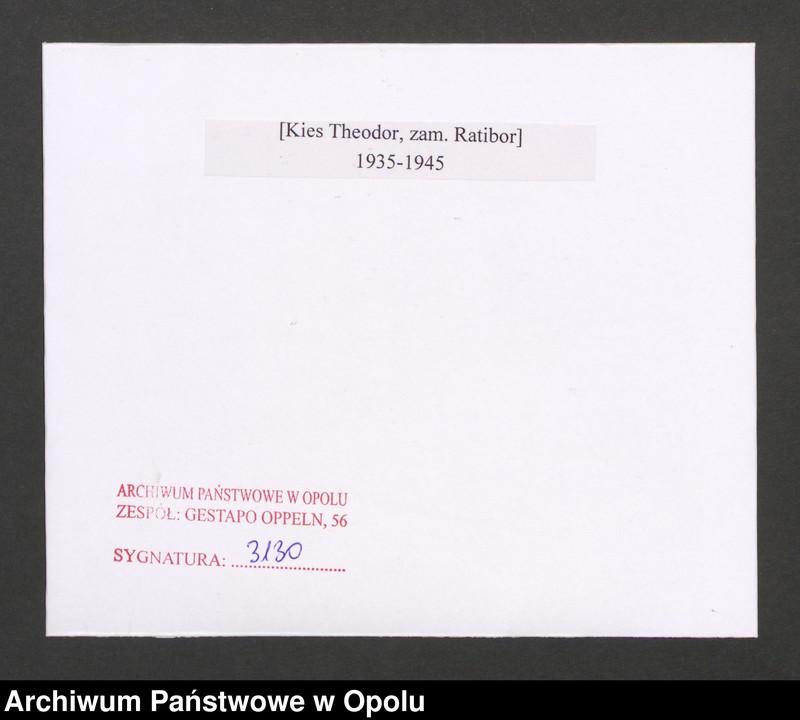 [Kies Theodor, zam. Ratibor]
1935-1945
ARCHIWUM PAŃSTWOWE W OPOLU
ZESPÓŁ: GESTAPO OPPELN, 56
SYGNATURA: 3130
Archiwum Państwowe w Opolu